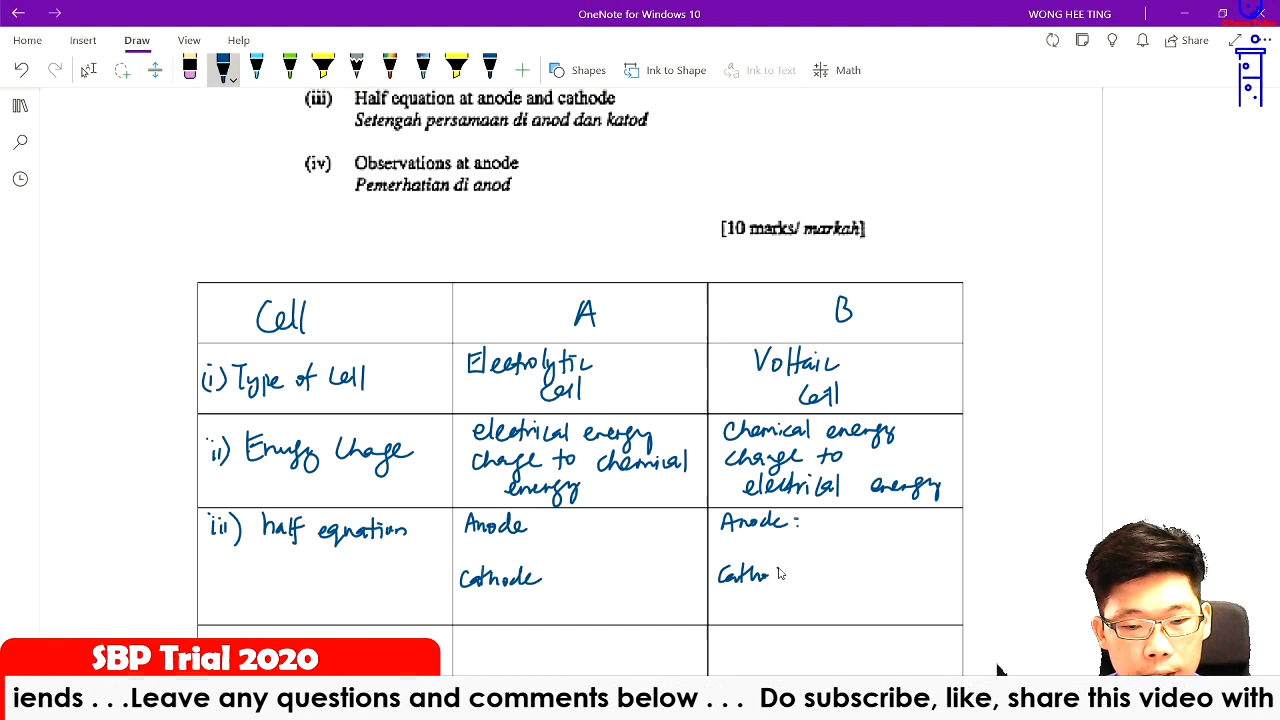 OneNote for Windows 10
WONG HEE TING
Home Insert Draw View Help
Share
Shapes Ink to Shape Ink to Text Math
(iii) Half equation at anode and cathode
Setengah persamaan di anod dan katod
(iv) Observations at anode
Pemerhatian di anod
[10 marks/ markah]
Cell A B
(i) Type of cell
Electrolytic
cell
Voltaic
cell
ii) Energy Change
electrical energy
change to chemical
energy
Chemical energy
change to
electrical energy
iii) half equation
Anode
Cathode
Anode:
Catho
SBP Trial 2020
iends . . .Leave any questions and comments below . . . Do subscribe, like, share this video with